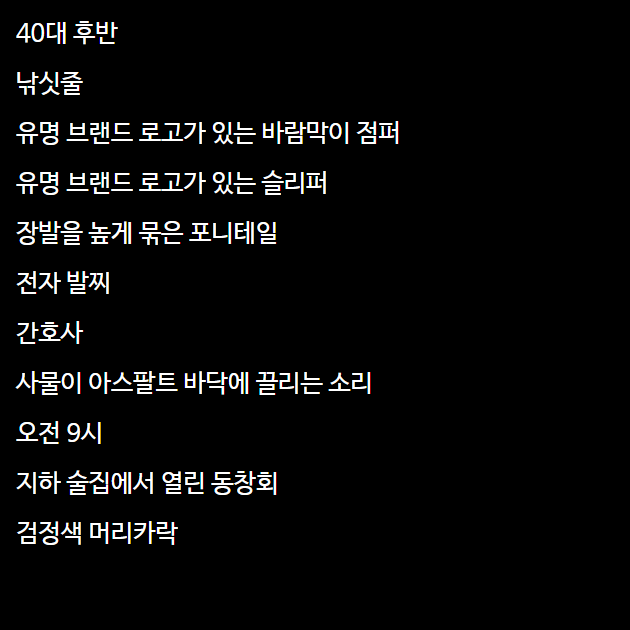 40대 후반
낚싯줄
유명 브랜드 로고가 있는 바람막이 점퍼
유명 브랜드 로고가 있는 슬리퍼
장발을 높게 묶은 포니테일
전자 발찌
간호사
사물이 아스팔트 바닥에 끌리는 소리
오전 9시
지하 술집에서 열린 동창회
검정색 머리카락